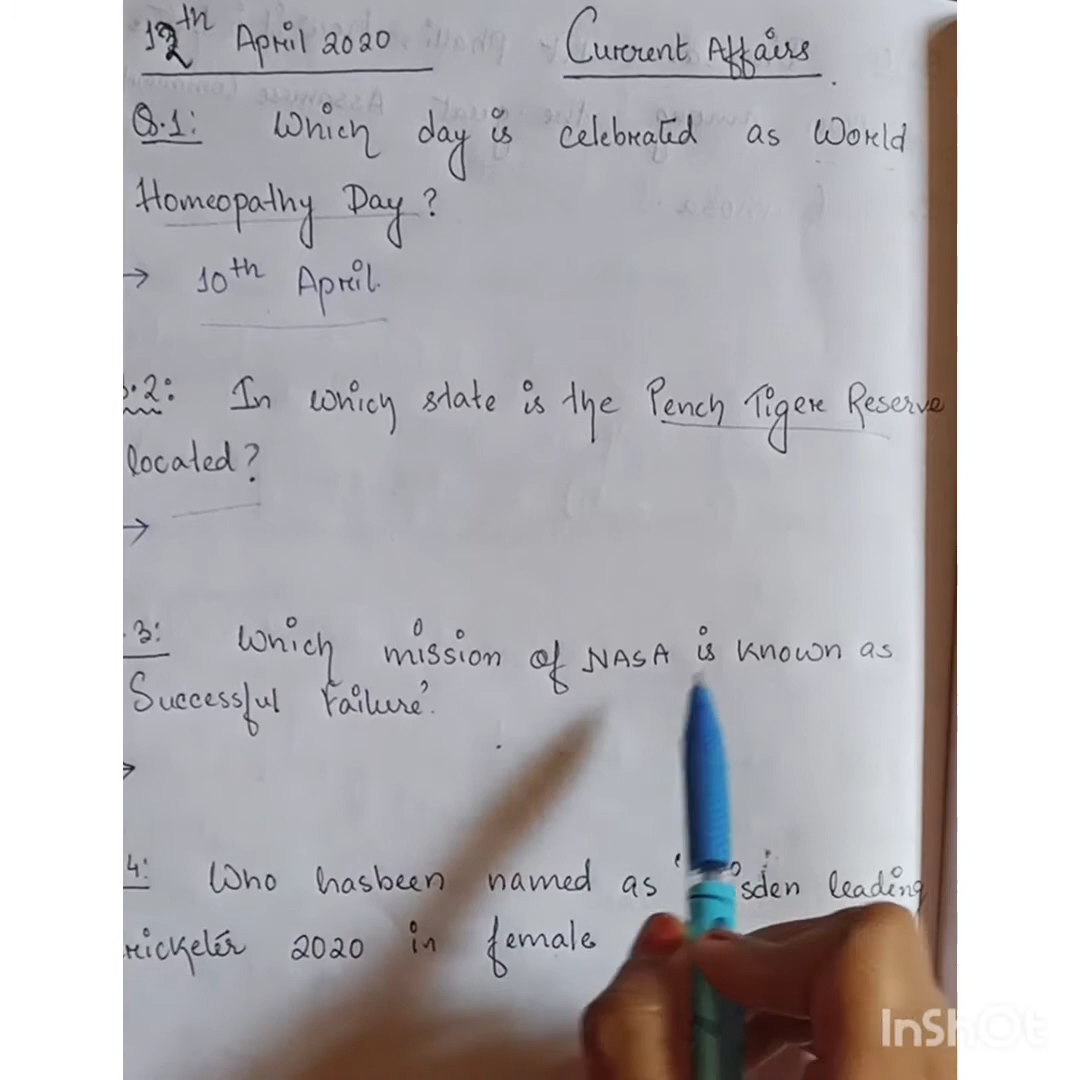 12th April 2020 Current Affairs
Q.1: Which day is celebrated as World
Homeopathy Day?
→ 10th April.
.2: In which state is the Pench Tiger Reserve
located?
→
.3: Which mission of NASA is known as
Successful Failure?
→
4: Who hasbeen named as sden leading
ricketer 2020 in female
InShOt